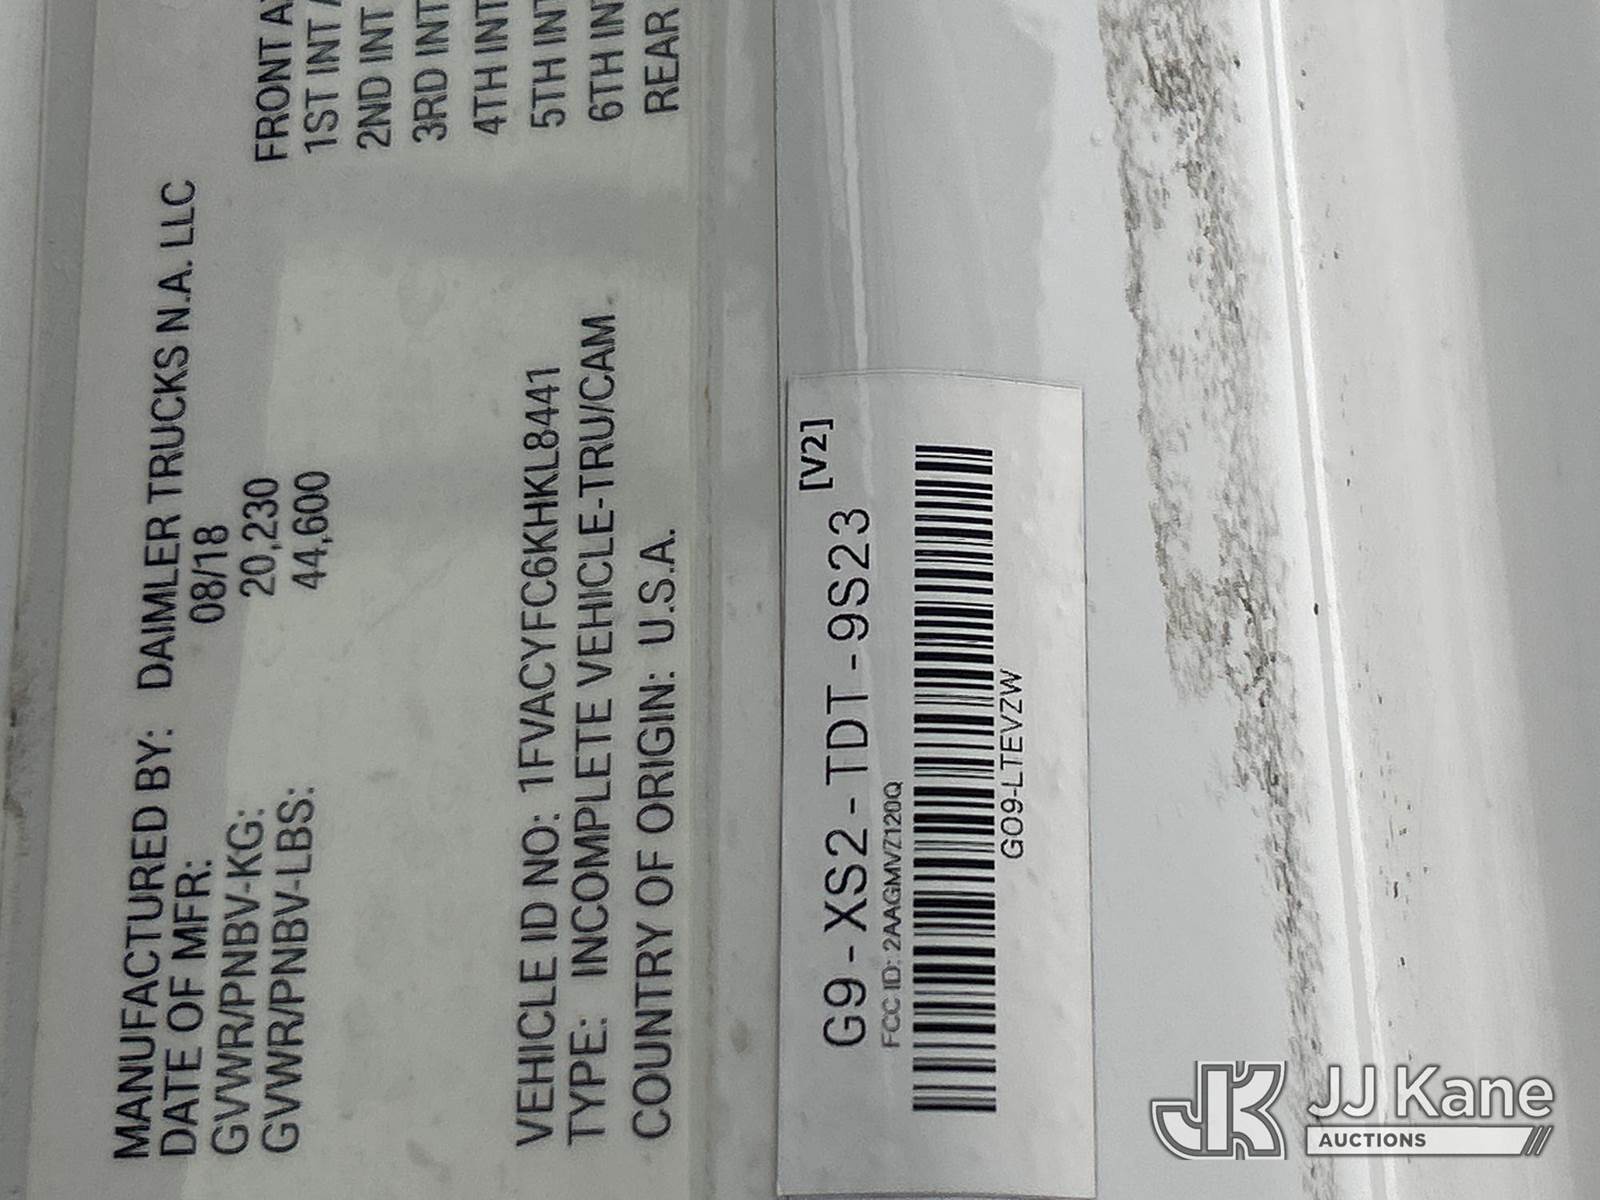 MANUFACTURED BY: DAIMLER TRUCKS N.A. LLC
DATE OF MFR: 08/18
GVWR/PNBV-KG: 20,230
GVWR/PNBV-LBS: 44,600
FRONT
1ST INT
2ND INT
3RD INT
4TH INT
5TH INT
6TH INT
REAR
VEHICLE ID NO: 1FVACYFC6KHKL8441
TYPE: INCOMPLETE VEHICLE-TRU/CAM.
COUNTRY OF ORIGIN: U.S.A.
G9-XS2-TDT-9S23 [V2]
FCC ID: 2AAGMVZ120Q
GO9-LTEVZW
JK JJ Kane
AUCTIONS